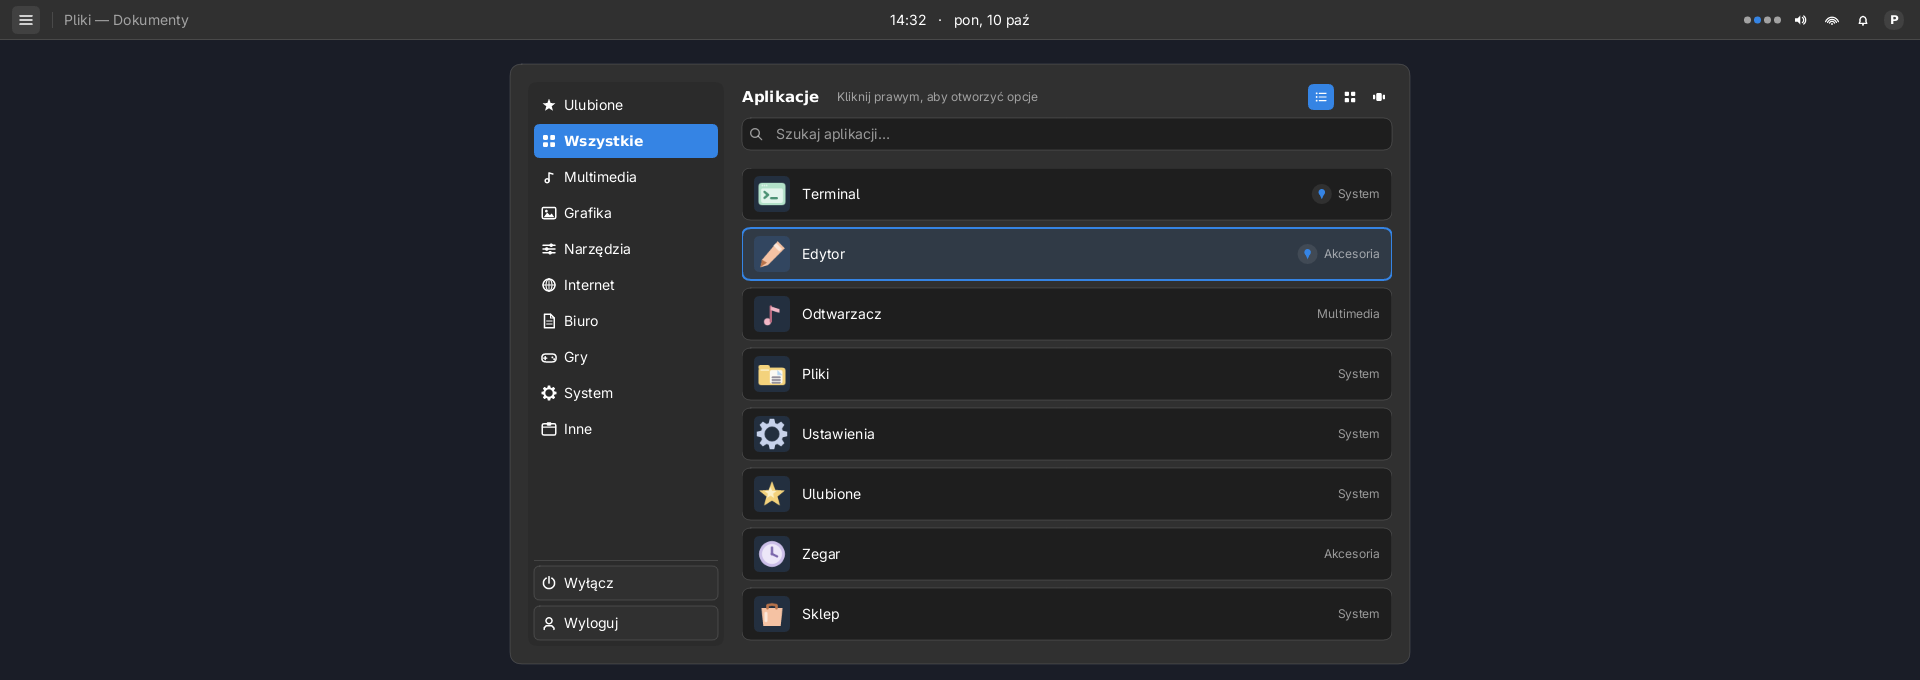 Pliki — Dokumenty
14:32 · pon, 10 paź
P
Ulubione
Wszystkie
Multimedia
Grafika
Narzędzia
Internet
Biuro
Gry
System
Inne
Wyłącz
Wyloguj
Aplikacje Kliknij prawym, aby otworzyć opcje
Szukaj aplikacji...
Terminal System
Edytor Akcesoria
Odtwarzacz Multimedia
Pliki System
Ustawienia System
Ulubione System
Zegar Akcesoria
Sklep System